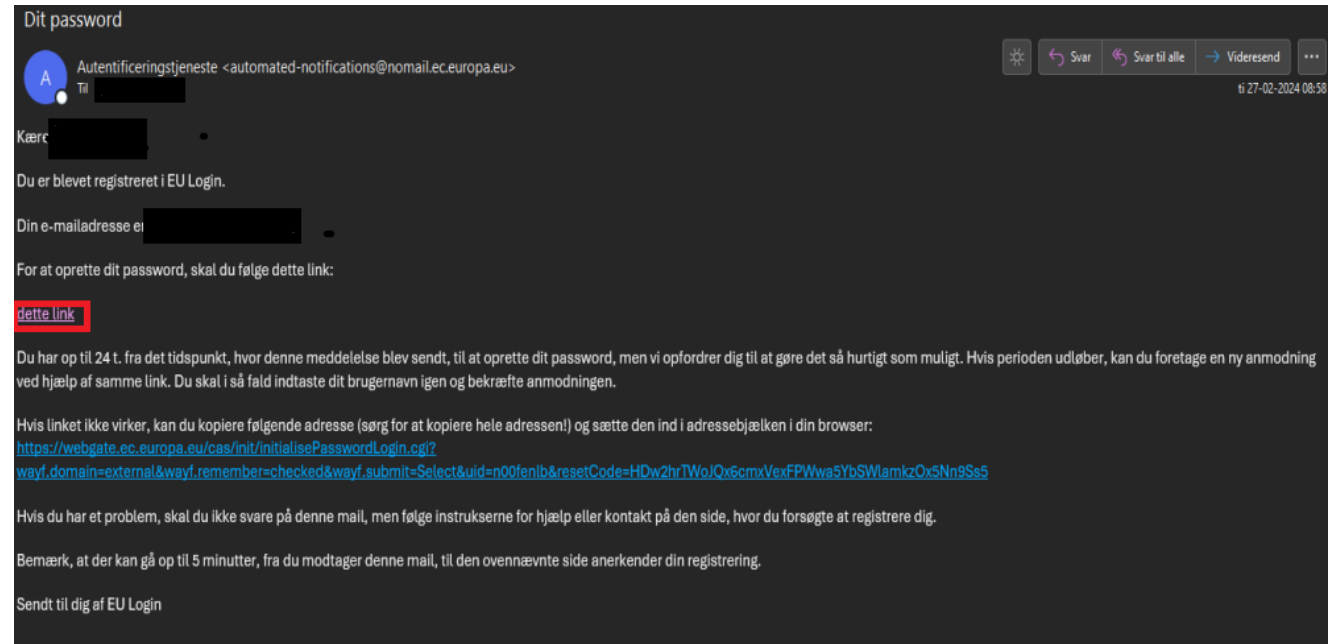 Dit password
A
Autentificeringstjeneste <automated-notifications@nomail.ec.europa.eu>
Til
Svar
Svar til alle
Videresend
ti 27-02-2024 08:58
Kære
Du er blevet registreret i EU Login.
Din e-mailadresse er
For at oprette dit password, skal du følge dette link:
dette link
Du har op til 24 t. fra det tidspunkt, hvor denne meddelelse blev sendt, til at oprette dit password, men vi opfordrer dig til at gøre det så hurtigt som muligt. Hvis perioden udløber, kan du foretage en ny anmodning
ved hjælp af samme link. Du skal i så fald indtaste dit brugernavn igen og bekræfte anmodningen.
Hvis linket ikke virker, kan du kopiere følgende adresse (sørg for at kopiere hele adressen!) og sætte den ind i adressebjælken i din browser:
https://webgate.ec.europa.eu/cas/init/initialisePasswordLogin.cgi?
wayf.domain=external&wayf.remember=checked&wayf.submit=Select&uid=n00fenlb&resetCode=HDw2hrTWoJQx6cmxVexFPWwa5YbSWlamkzOx5Nn9Ss5
Hvis du har et problem, skal du ikke svare på denne mail, men følge instrukserne for hjælp eller kontakt på den side, hvor du forsøgte at registrere dig.
Bemærk, at der kan gå op til 5 minutter, fra du modtager denne mail, til den ovennævnte side anerkender din registrering.
Sendt til dig af EU Login